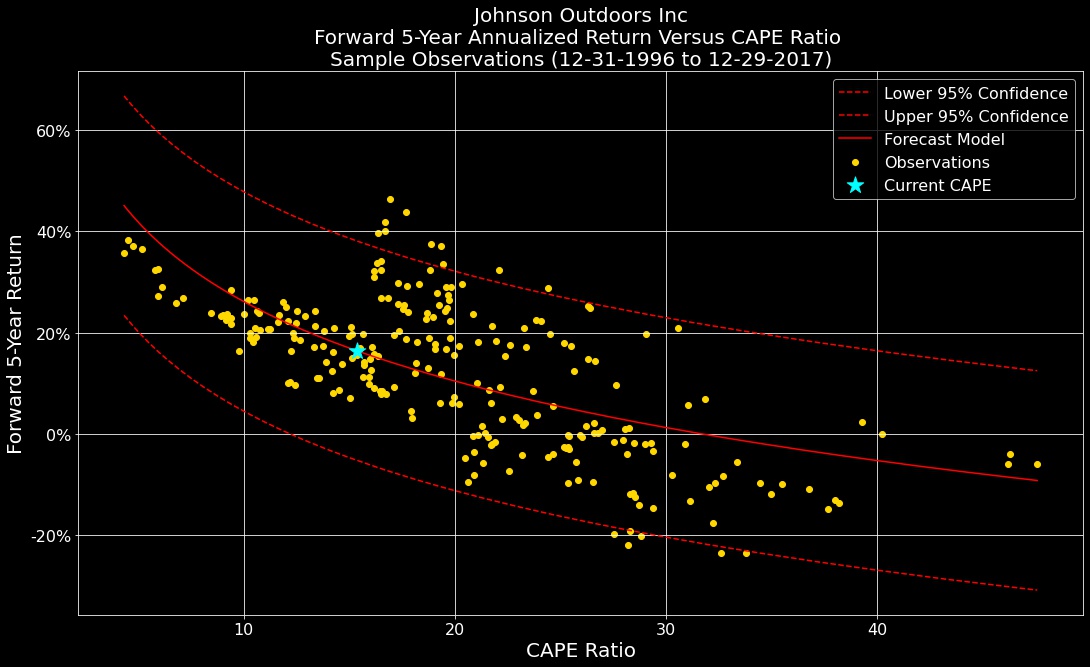 Johnson Outdoors Inc
Forward 5-Year Annualized Return Versus CAPE Ratio
Sample Observations (12-31-1996 to 12-29-2017)
Lower 95% Confidence
Upper 95% Confidence
Forecast Model
Observations
Current CAPE
Forward 5-Year Return
60%
40%
20%
0%
-20%
10 20 30 40
CAPE Ratio